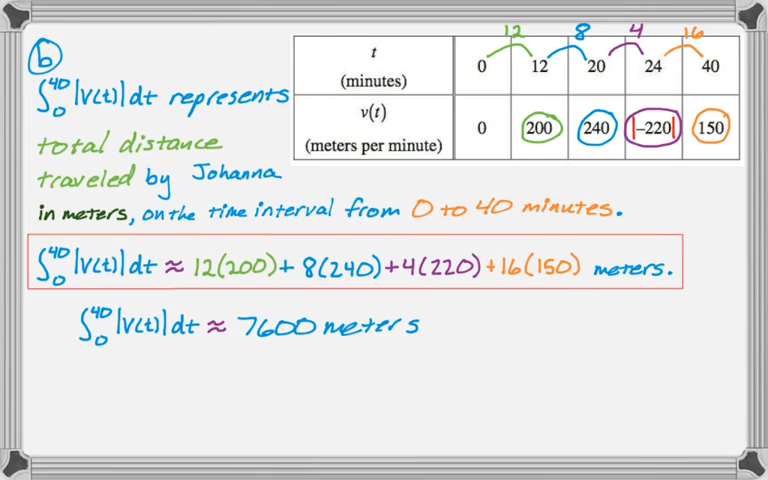 12 8 4 16
b
t
(minutes) 0 12 20 24 40
v(t)
(meters per minute) 0 200 240 |–220| 150
∫₀⁴⁰ |v(t)| dt represents
total distance
traveled by Johanna
in meters, on the time interval from 0 to 40 minutes.
∫₀⁴⁰ |v(t)| dt ≈ 12(200) + 8(240) + 4(220) + 16(150) meters.
∫₀⁴⁰ |v(t)| dt ≈ 7600 meters